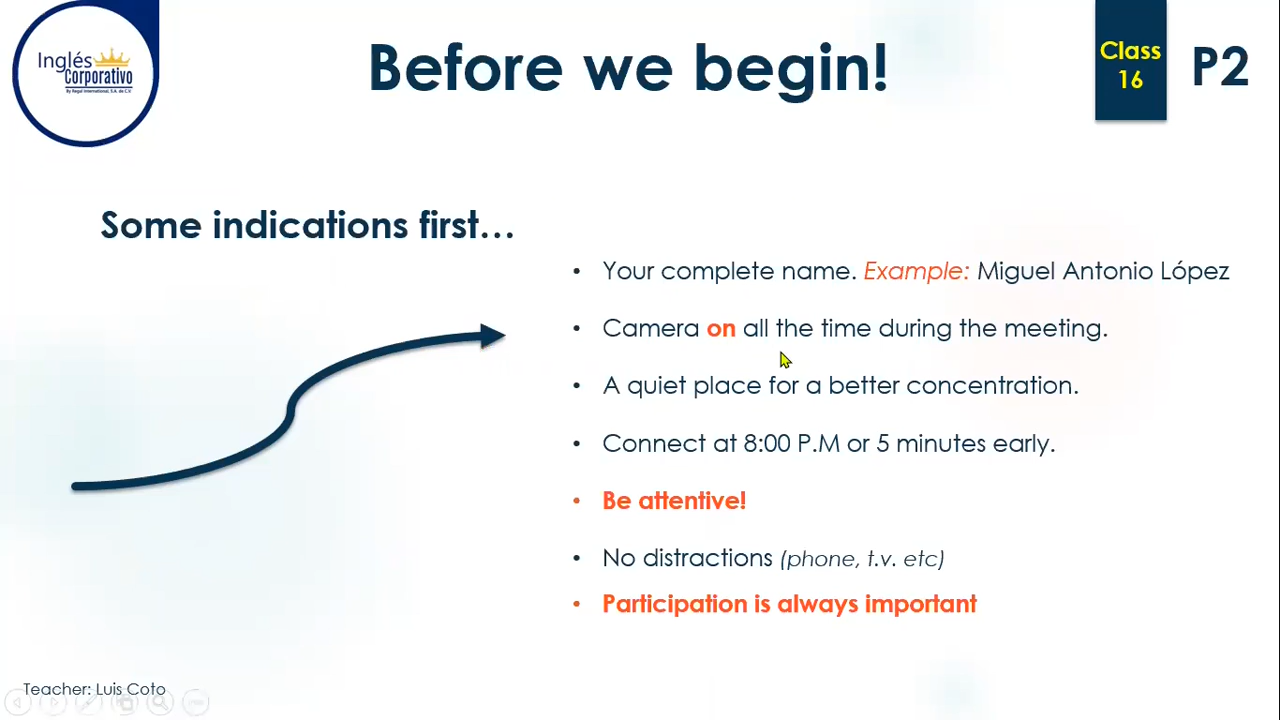 Inglés
Corporativo
By Regal International, S.A. de C.V
Before we begin!
Class
16
P2
Some indications first…
• Your complete name. Example: Miguel Antonio López
• Camera on all the time during the meeting.
• A quiet place for a better concentration.
• Connect at 8:00 P.M or 5 minutes early.
• Be attentive!
• No distractions (phone, t.v. etc)
• Participation is always important
Teacher: Luis Coto